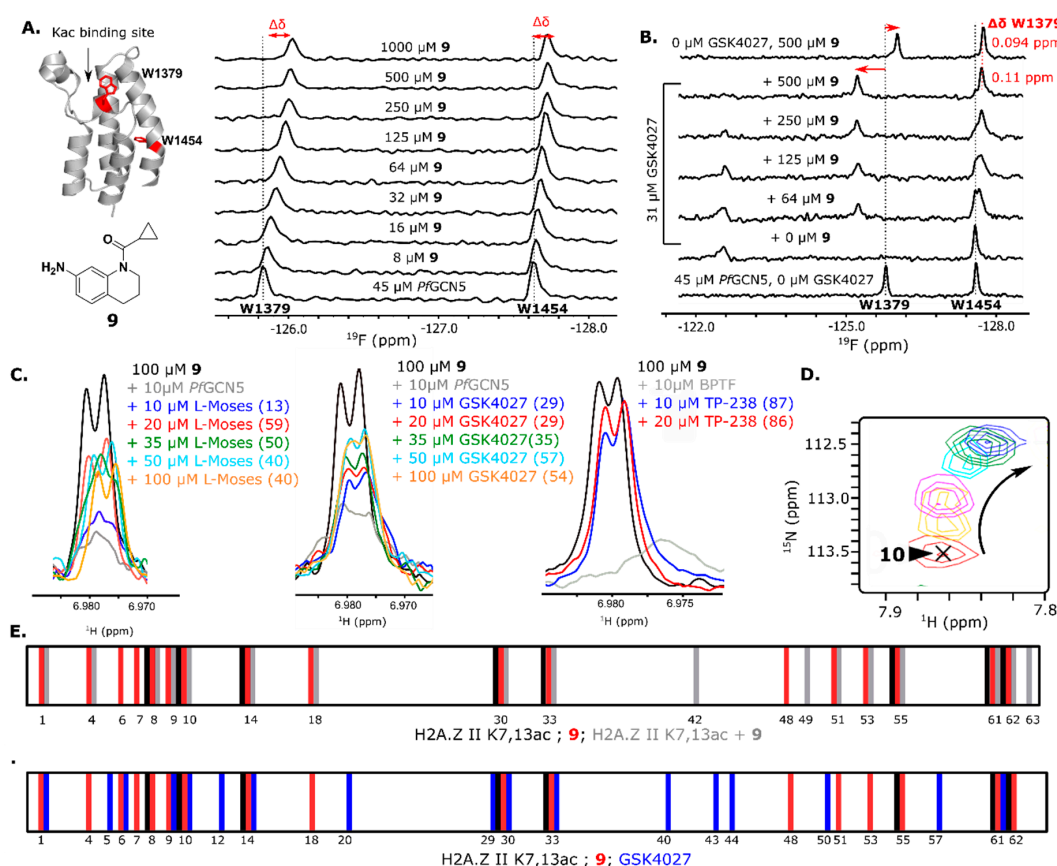 A.
Kac binding site
W1379
W1454
O
N
H₂N
9
Δδ
Δδ
1000 µM 9
500 µM 9
250 µM 9
125 µM 9
64 µM 9
32 µM 9
16 µM 9
8 µM 9
45 µM PfGCN5
W1379
W1454
-126.0
-127.0
-128.2
19F (ppm)
B.
0 µM GSK4027, 500 µM 9
Δδ W1379
0.094 ppm
0.11 ppm
31 µM GSK4027
+ 500 µM 9
+ 250 µM 9
+ 125 µM 9
+ 64 µM 9
+ 0 µM 9
45 µM PfGCN5, 0 µM GSK4027
W1379
W1454
-122.0
-125.0
-128.0
19F (ppm)
C.
100 µM 9
+ 10µM PfGCN5
+ 10 µM L-Moses (13)
+ 20 µM L-Moses (59)
+ 35 µM L-Moses (50)
+ 50 µM L-Moses (40)
+ 100 µM L-Moses (40)
6.980
6.970
1H (ppm)
100 µM 9
+ 10µM PfGCN5
+ 10 µM GSK4027 (29)
+ 20 µM GSK4027 (29)
+ 35 µM GSK4027(35)
+ 50 µM GSK4027 (57)
+ 100 µM GSK4027 (54)
6.980
6.970
1H (ppm)
100 µM 9
+ 10µM BPTF
+ 10 µM TP-238 (87)
+ 20 µM TP-238 (86)
6.980
6.975
1H (ppm)
D.
112.5
113.0
113.5
15N (ppm)
10
7.9
7.8
1H (ppm)
E.
1 4 6 7 8 9 10 14 18 30 33 42 48 49 51 53 55 61 62 63
H2A.Z II K7,13ac ; 9; H2A.Z II K7,13ac + 9
.
1 4 5 6 7 8 9 10 12 14 18 20 29 30 33 40 43 44 48 50 51 53 55 57 61 62
H2A.Z II K7,13ac ; 9; GSK4027